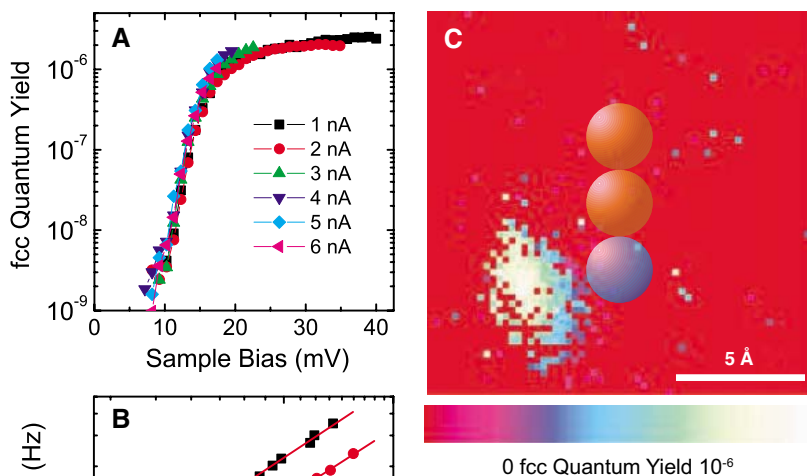 A
fcc Quantum Yield
10⁻⁶
10⁻⁷
10⁻⁸
10⁻⁹
1 nA
2 nA
3 nA
4 nA
5 nA
6 nA
0 10 20 30 40
Sample Bias (mV)
B
(Hz)
C
5 Å
0 fcc Quantum Yield 10⁻⁶